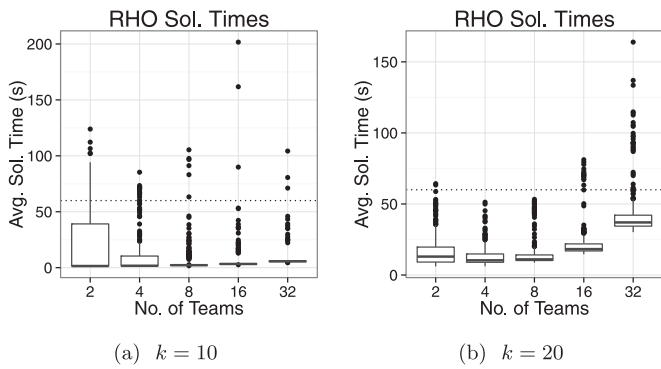 RHO Sol. Times
Avg. Sol. Time (s)
200
150
100
50
0
2 4 8 16 32
No. of Teams
(a) k = 10
RHO Sol. Times
Avg. Sol. Time (s)
150
100
50
0
2 4 8 16 32
No. of Teams
(b) k = 20